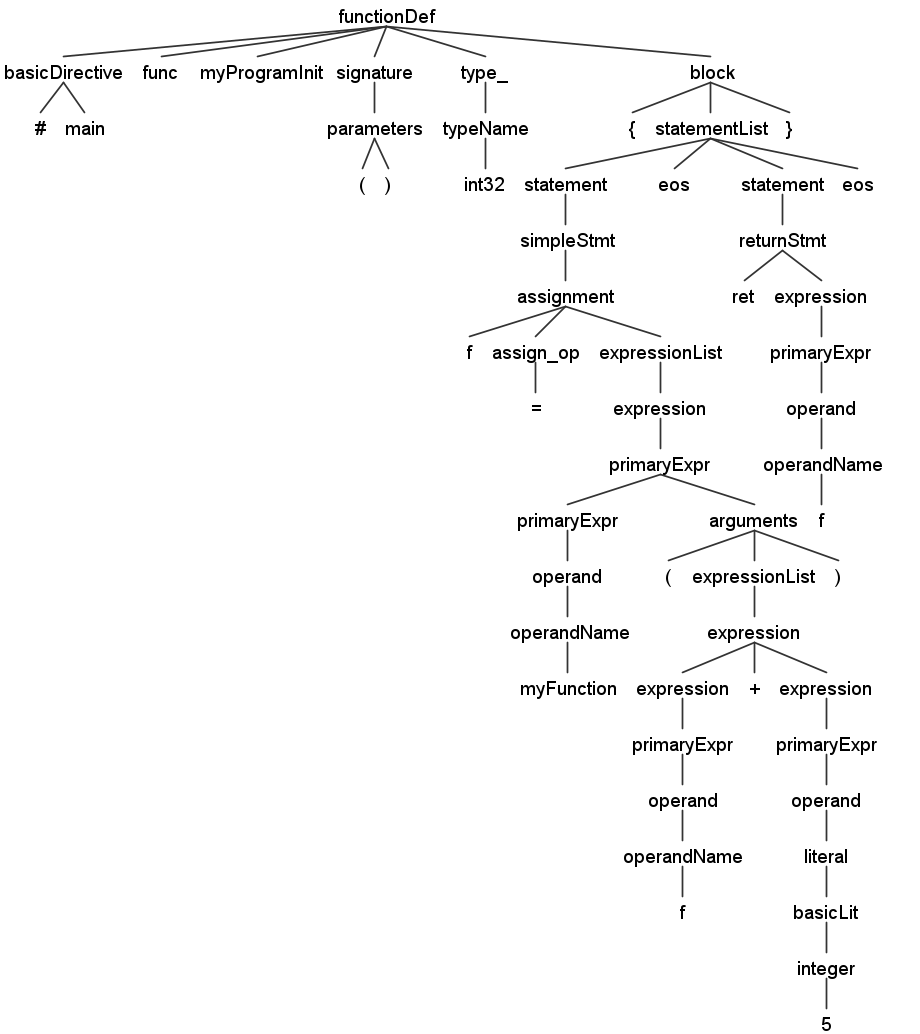 functionDef
basicDirective func myProgramInit signature type_ block
# main parameters typeName { statementList }
( ) int32 statement eos statement eos
simpleStmt returnStmt
assignment ret expression
f assign_op expressionList primaryExpr
= expression operand
primaryExpr operandName
primaryExpr arguments f
operand ( expressionList )
operandName expression
myFunction expression + expression
primaryExpr primaryExpr
operand operand
operandName literal
f basicLit
integer
5